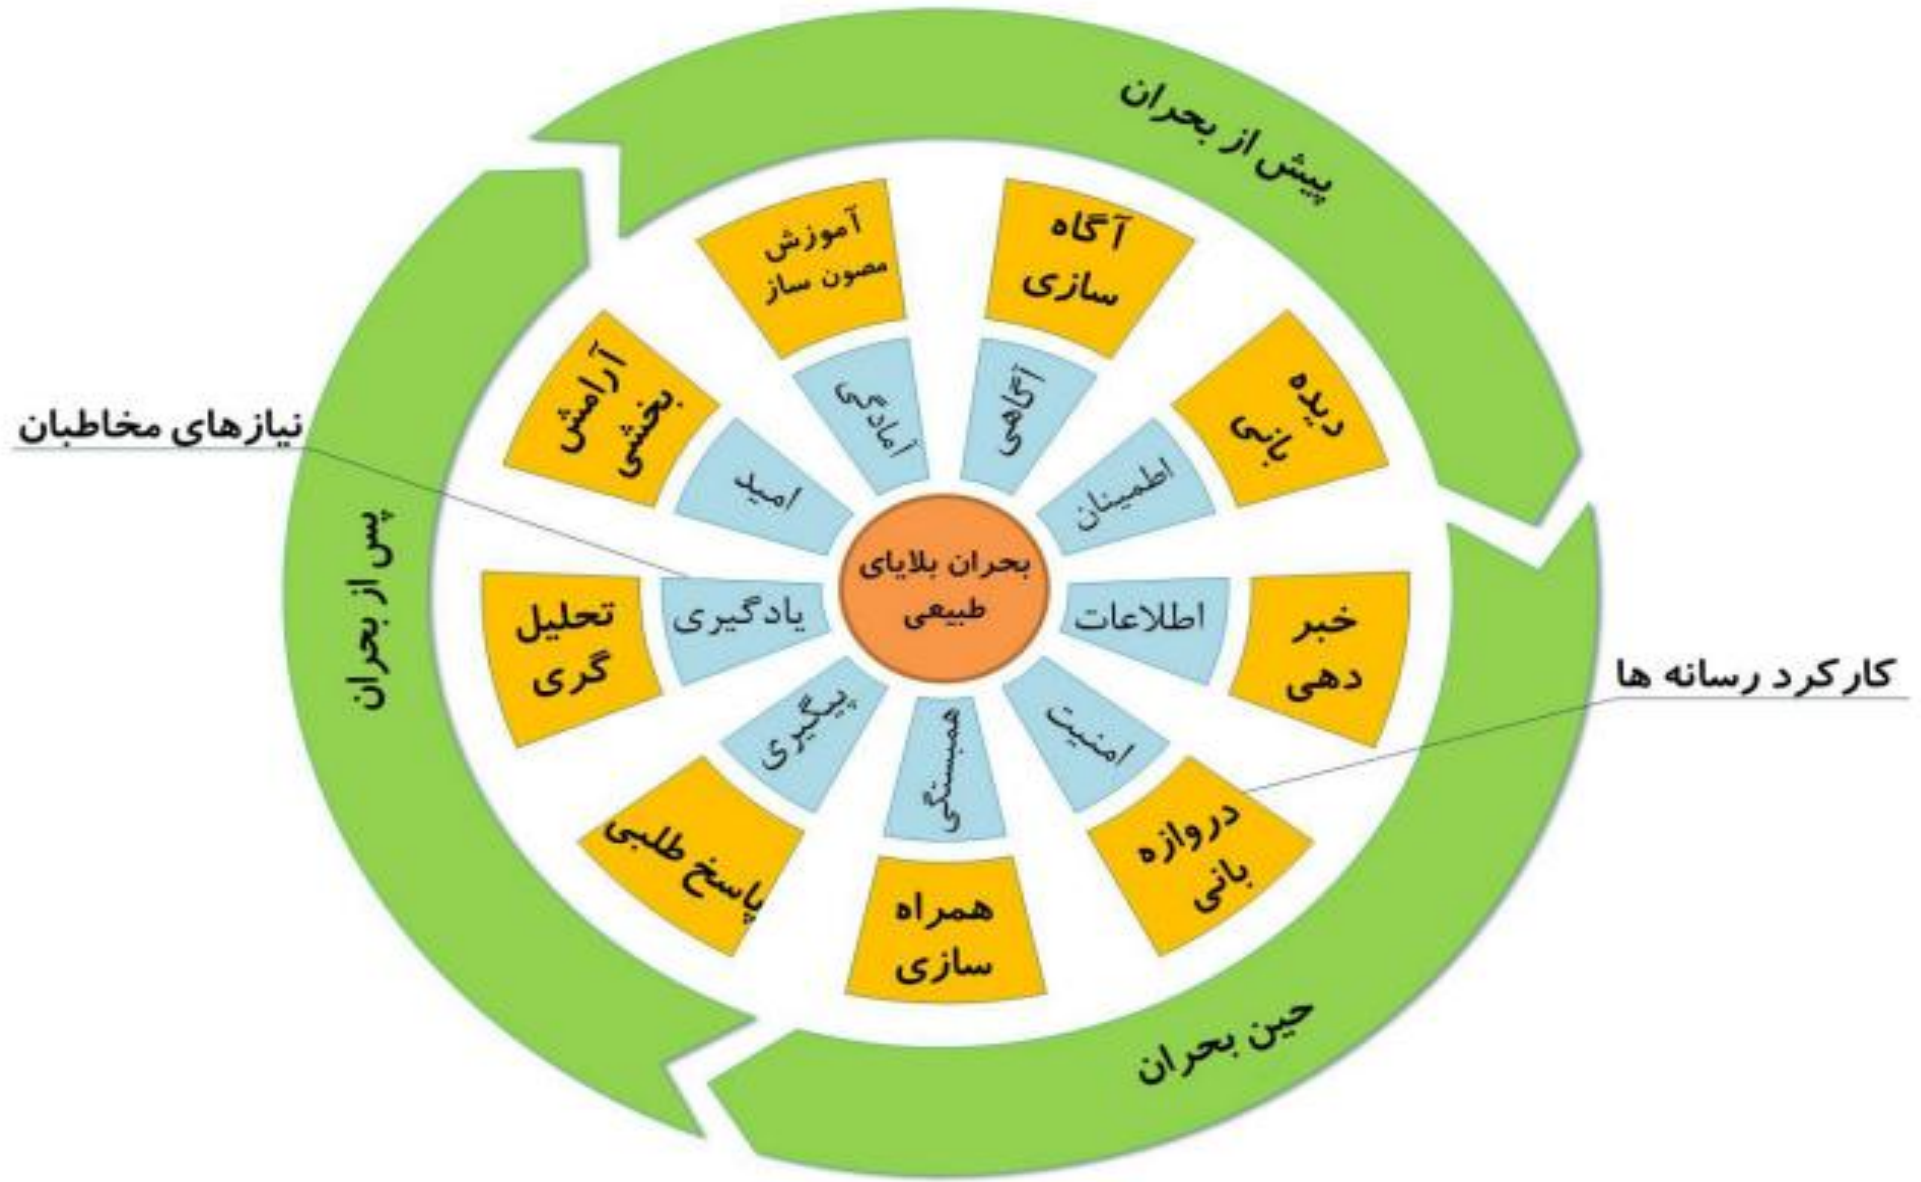 پیش از بحران
آموزش
مصون ساز
آگاه
سازی
دیده
بانی
آرامش
بخشی
آمادگی
آگاهی
اطمینان
امید
نیازهای مخاطبان
پس از بحران
بحران بلایای
طبیعی
اطلاعات
خبر
دهی
یادگیری
تحلیل
گری
کارکرد رسانه ها
امنیت
همبستگی
پیگیری
دروازه
بانی
همراه
سازی
پاسخ طلبی
حین بحران